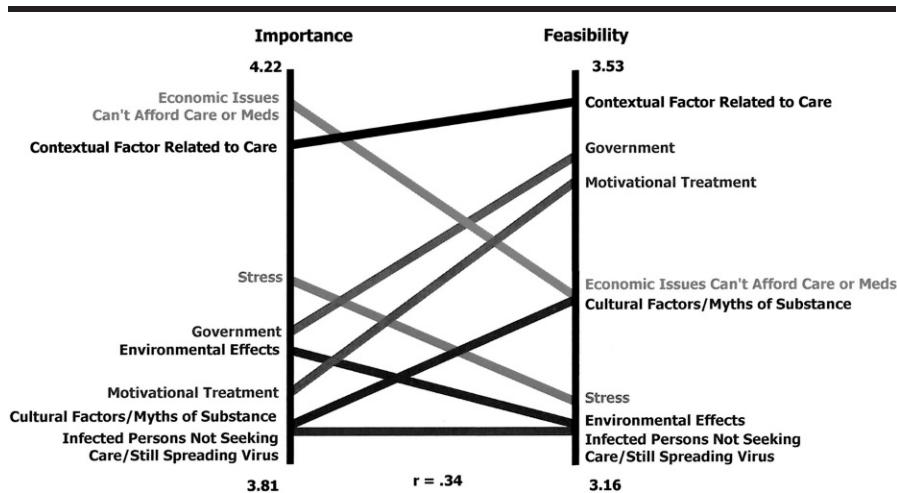 Importance
Feasibility
4.22
3.53
Economic Issues
Can't Afford Care or Meds
Contextual Factor Related to Care
Stress
Government
Environmental Effects
Motivational Treatment
Cultural Factors/Myths of Substance
Infected Persons Not Seeking
Care/Still Spreading Virus
Contextual Factor Related to Care
Government
Motivational Treatment
Economic Issues Can't Afford Care or Meds
Cultural Factors/Myths of Substance
Stress
Environmental Effects
Infected Persons Not Seeking
Care/Still Spreading Virus
3.81
r = .34
3.16